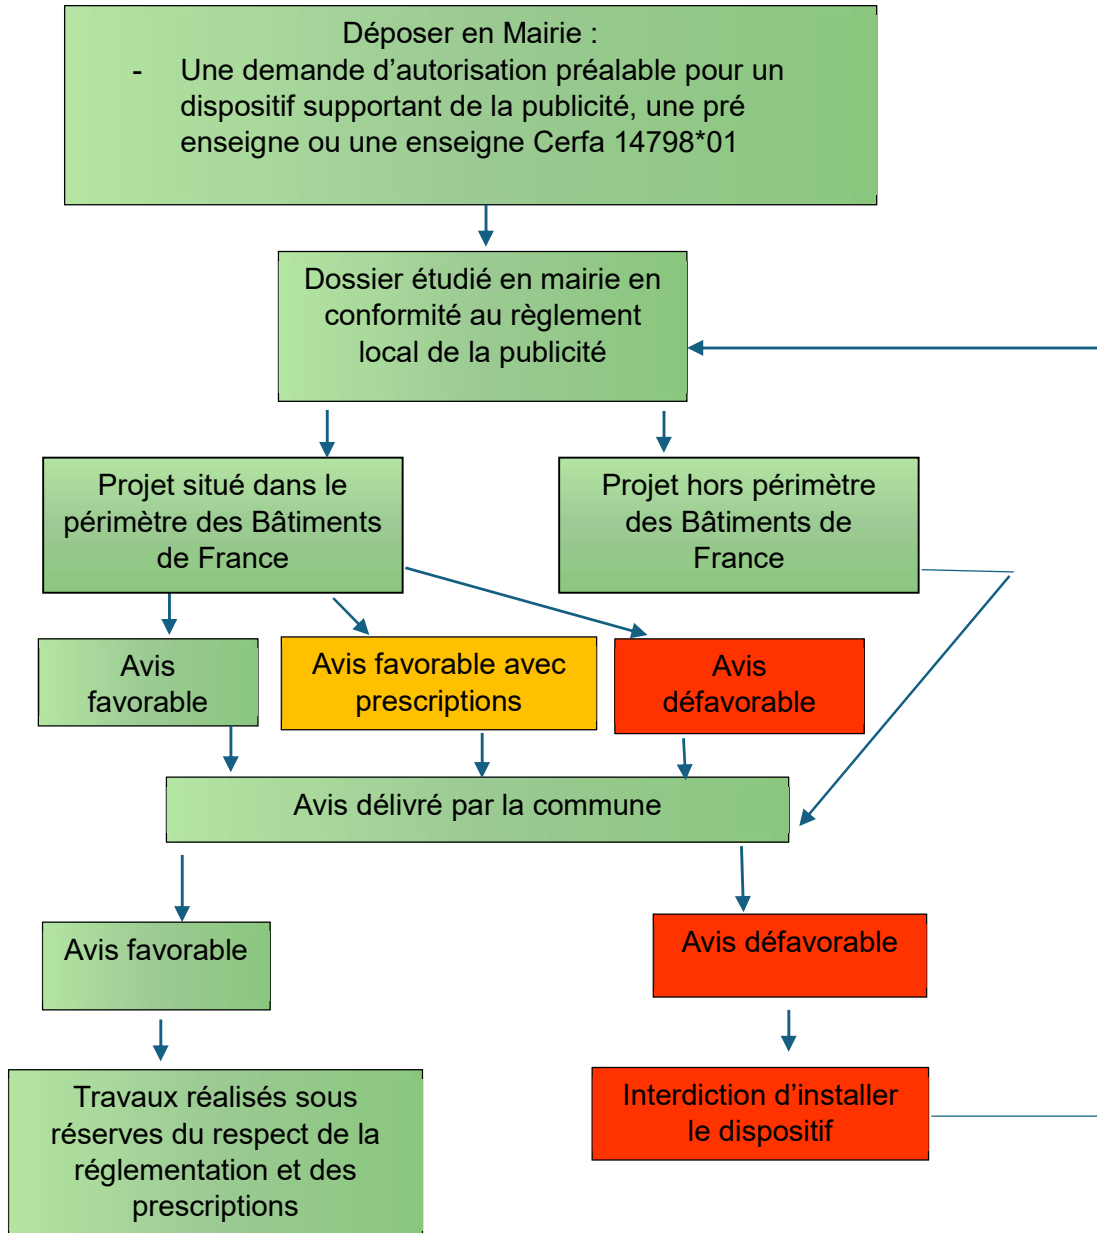 Déposer en Mairie :
- Une demande d'autorisation préalable pour un
dispositif supportant de la publicité, une pré
enseigne ou une enseigne Cerfa 14798*01
Dossier étudié en mairie en
conformité au règlement
local de la publicité
Projet situé dans le
périmètre des Bâtiments
de France
Projet hors périmètre
des Bâtiments de
France
Avis
favorable
Avis favorable avec
prescriptions
Avis
défavorable
Avis délivré par la commune
Avis favorable
Avis défavorable
Travaux réalisés sous
réserves du respect de la
réglementation et des
prescriptions
Interdiction d'installer
le dispositif